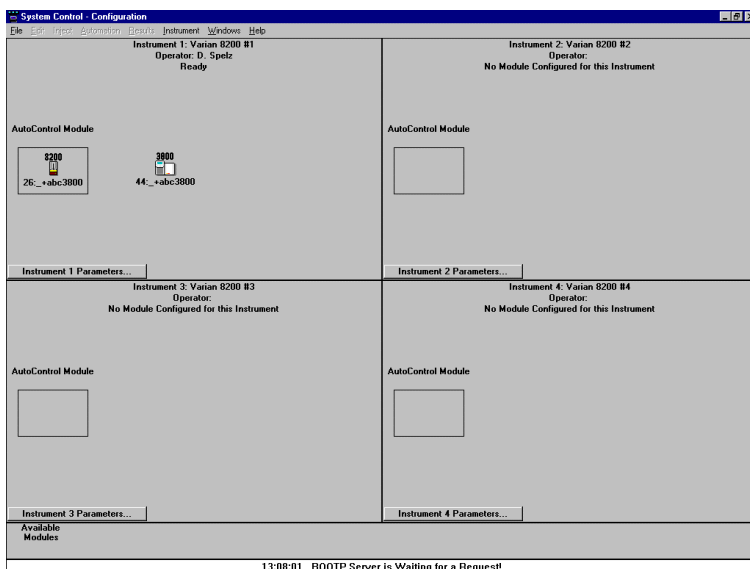 System Control - Configuration
File Edit Inject Automation Results Instrument Windows Help
Instrument 1: Varian 8200 #1
Operator: D. Spelz
Ready
AutoControl Module
8200
26:_+abc3800
3800
44:_+abc3800
Instrument 1 Parameters...
Instrument 2: Varian 8200 #2
Operator:
No Module Configured for this Instrument
AutoControl Module
Instrument 2 Parameters...
Instrument 3: Varian 8200 #3
Operator:
No Module Configured for this Instrument
AutoControl Module
Instrument 3 Parameters...
Instrument 4: Varian 8200 #4
Operator:
No Module Configured for this Instrument
AutoControl Module
Instrument 4 Parameters...
Available
Modules
13:08:01 BOOTP Server is Waiting for a Request!